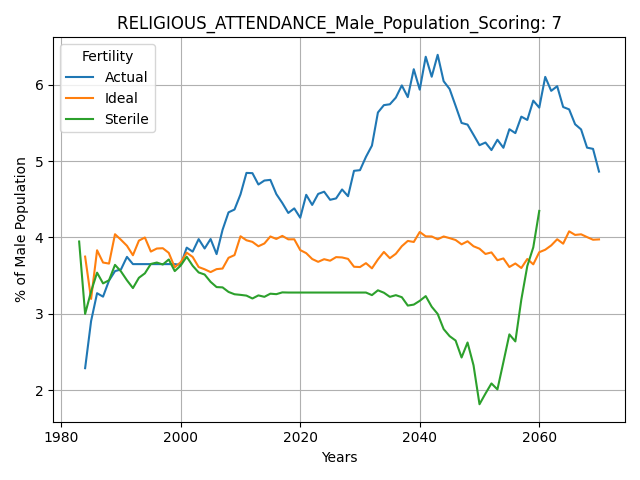 RELIGIOUS_ATTENDANCE_Male_Population_Scoring: 7
Fertility
Actual
Ideal
Sterile
% of Male Population
6
5
4
3
2
1980
2000
2020
2040
2060
Years